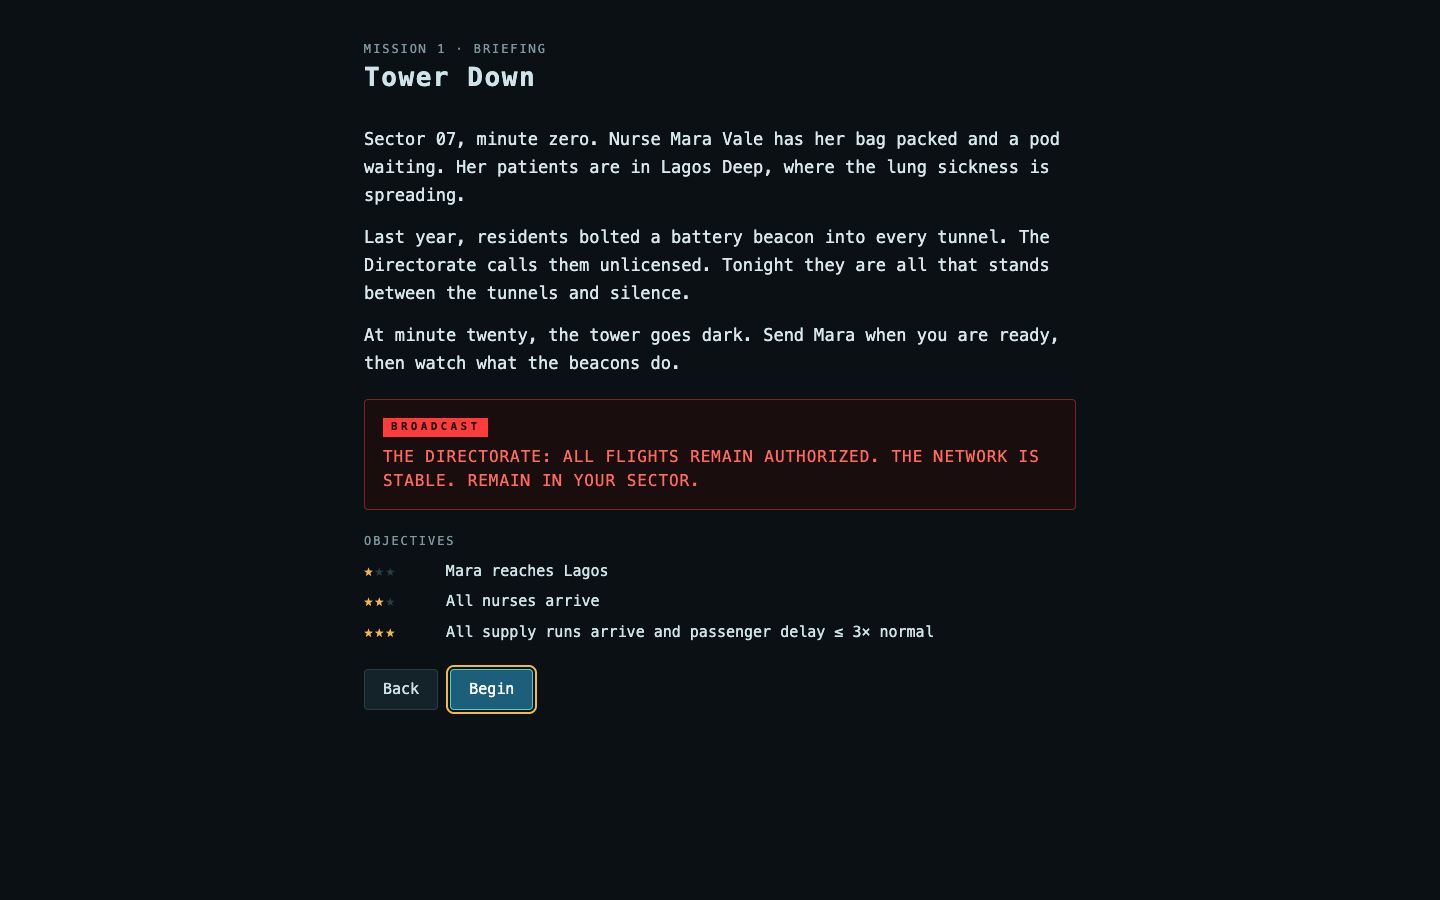 MISSION 1 · BRIEFING
Tower Down
Sector 07, minute zero. Nurse Mara Vale has her bag packed and a pod
waiting. Her patients are in Lagos Deep, where the lung sickness is
spreading.
Last year, residents bolted a battery beacon into every tunnel. The
Directorate calls them unlicensed. Tonight they are all that stands
between the tunnels and silence.
At minute twenty, the tower goes dark. Send Mara when you are ready,
then watch what the beacons do.
BROADCAST
THE DIRECTORATE: ALL FLIGHTS REMAIN AUTHORIZED. THE NETWORK IS
STABLE. REMAIN IN YOUR SECTOR.
OBJECTIVES
★★★ Mara reaches Lagos
★★★ All nurses arrive
★★★ All supply runs arrive and passenger delay ≤ 3× normal
Back Begin